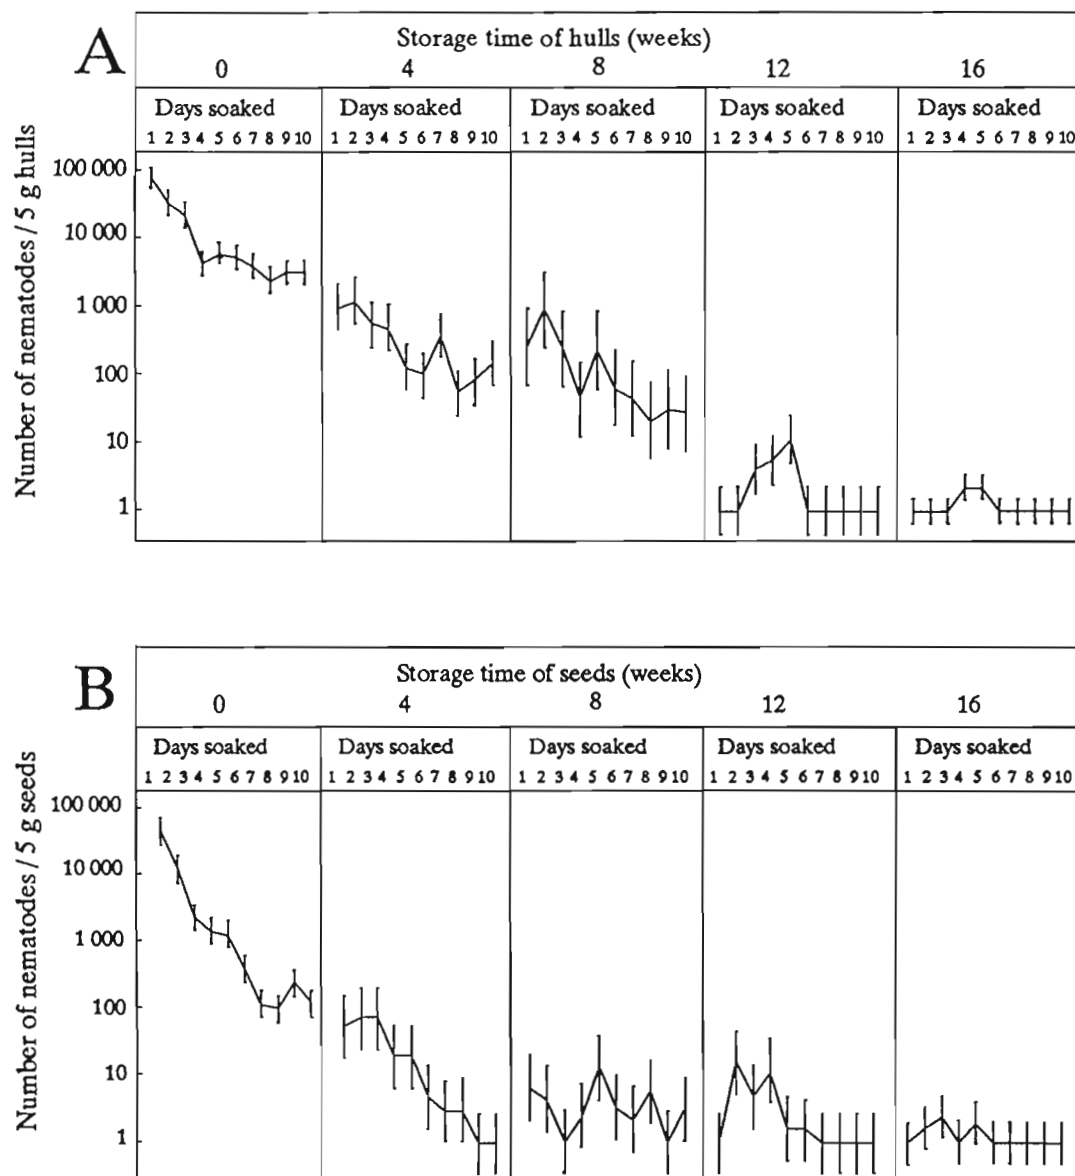 A
Storage time of hulls (weeks)
0 4 8 12 16
Days soaked Days soaked Days soaked Days soaked Days soaked
1 2 3 4 5 6 7 8 9 10 1 2 3 4 5 6 7 8 9 10 1 2 3 4 5 6 7 8 9 10 1 2 3 4 5 6 7 8 9 10 1 2 3 4 5 6 7 8 9 10
Number of nematodes / 5 g hulls
100 000
10 000
1 000
100
10
1
B
Storage time of seeds (weeks)
0 4 8 12 16
Days soaked Days soaked Days soaked Days soaked Days soaked
1 2 3 4 5 6 7 8 9 10 1 2 3 4 5 6 7 8 9 10 1 2 3 4 5 6 7 8 9 10 1 2 3 4 5 6 7 8 9 10 1 2 3 4 5 6 7 8 9 10
Number of nematodes / 5 g seeds
100 000
10 000
1 000
100
10
1